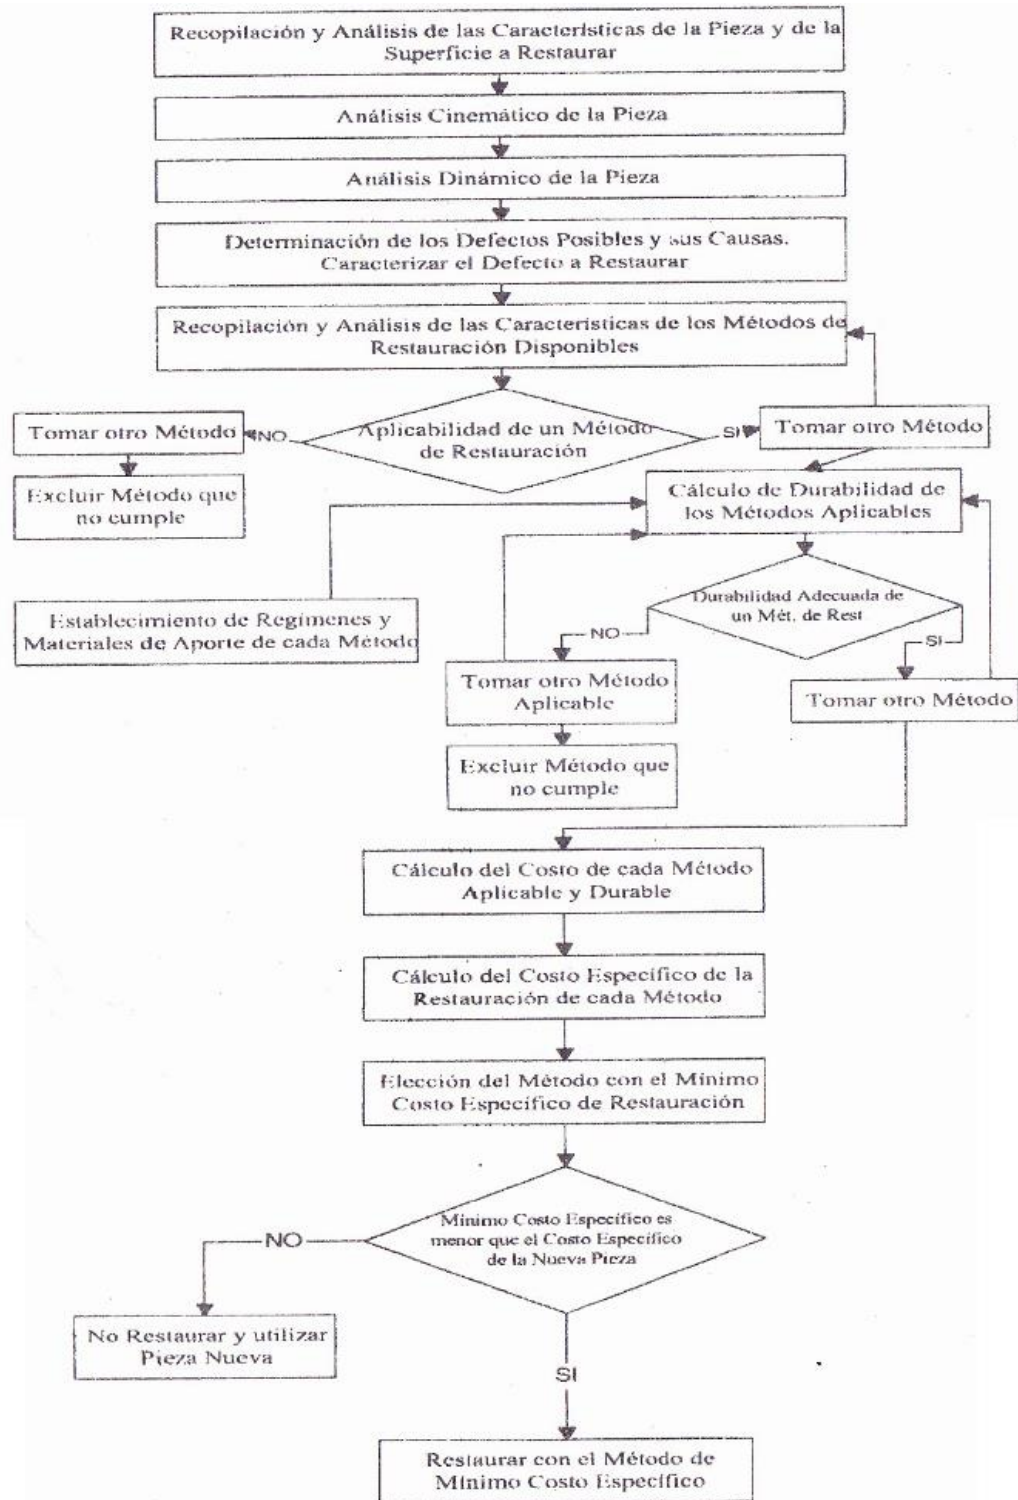 Recopilación y Análisis de las Características de la Pieza y de la
Superficie a Restaurar
Análisis Cinemático de la Pieza
Análisis Dinámico de la Pieza
Determinación de los Defectos Posibles y sus Causas.
Caracterizar el Defecto a Restaurar
Recopilación y Análisis de las Características de los Métodos de
Restauración Disponibles
Tomar otro Método
NO
Aplicabilidad de un Método
de Restauración
SI
Tomar otro Método
Excluir Método que
no cumple
Cálculo de Durabilidad de
los Métodos Aplicables
Establecimiento de Regímenes y
Materiales de Aporte de cada Método
Durabilidad Adecuada de
un Mét. de Rest
NO
SI
Tomar otro Método
Aplicable
Tomar otro Método
Excluir Método que
no cumple
Cálculo del Costo de cada Método
Aplicable y Durable
Cálculo del Costo Específico de la
Restauración de cada Método
Elección del Método con el Mínimo
Costo Específico de Restauración
Mínimo Costo Específico es
menor que el Costo Específico
de la Nueva Pieza
NO
No Restaurar y utilizar
Pieza Nueva
SI
Restaurar con el Método de
Mínimo Costo Específico